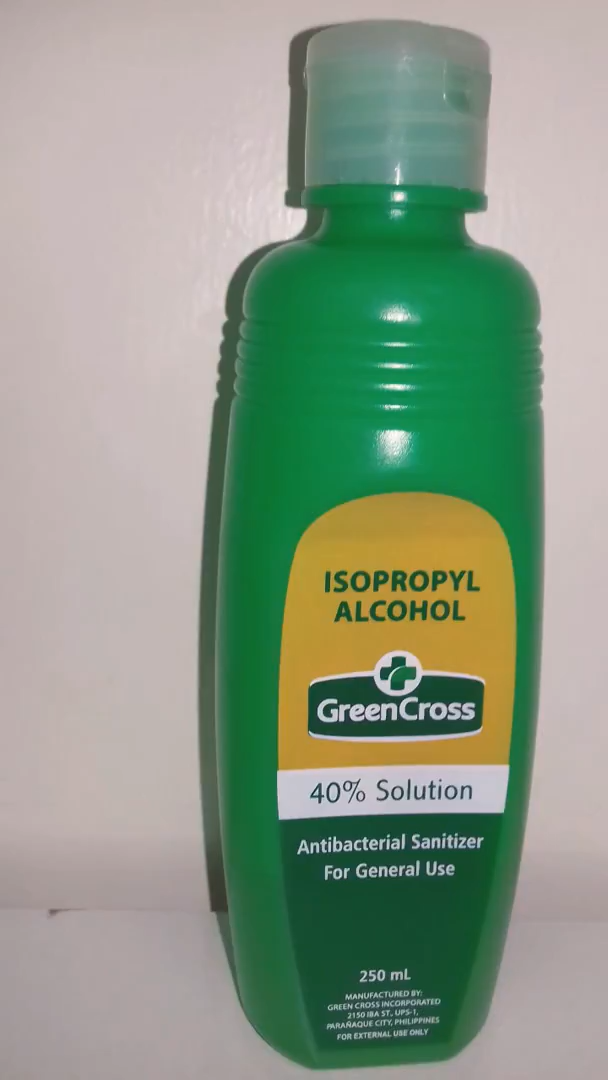 ISOPROPYL
ALCOHOL
GreenCross
40% Solution
Antibacterial Sanitizer
For General Use
250 mL
MANUFACTURED BY:
GREEN CROSS INCORPORATED
2150 IBA ST., UPS-1,
PARAÑAQUE CITY, PHILIPPINES
FOR EXTERNAL USE ONLY